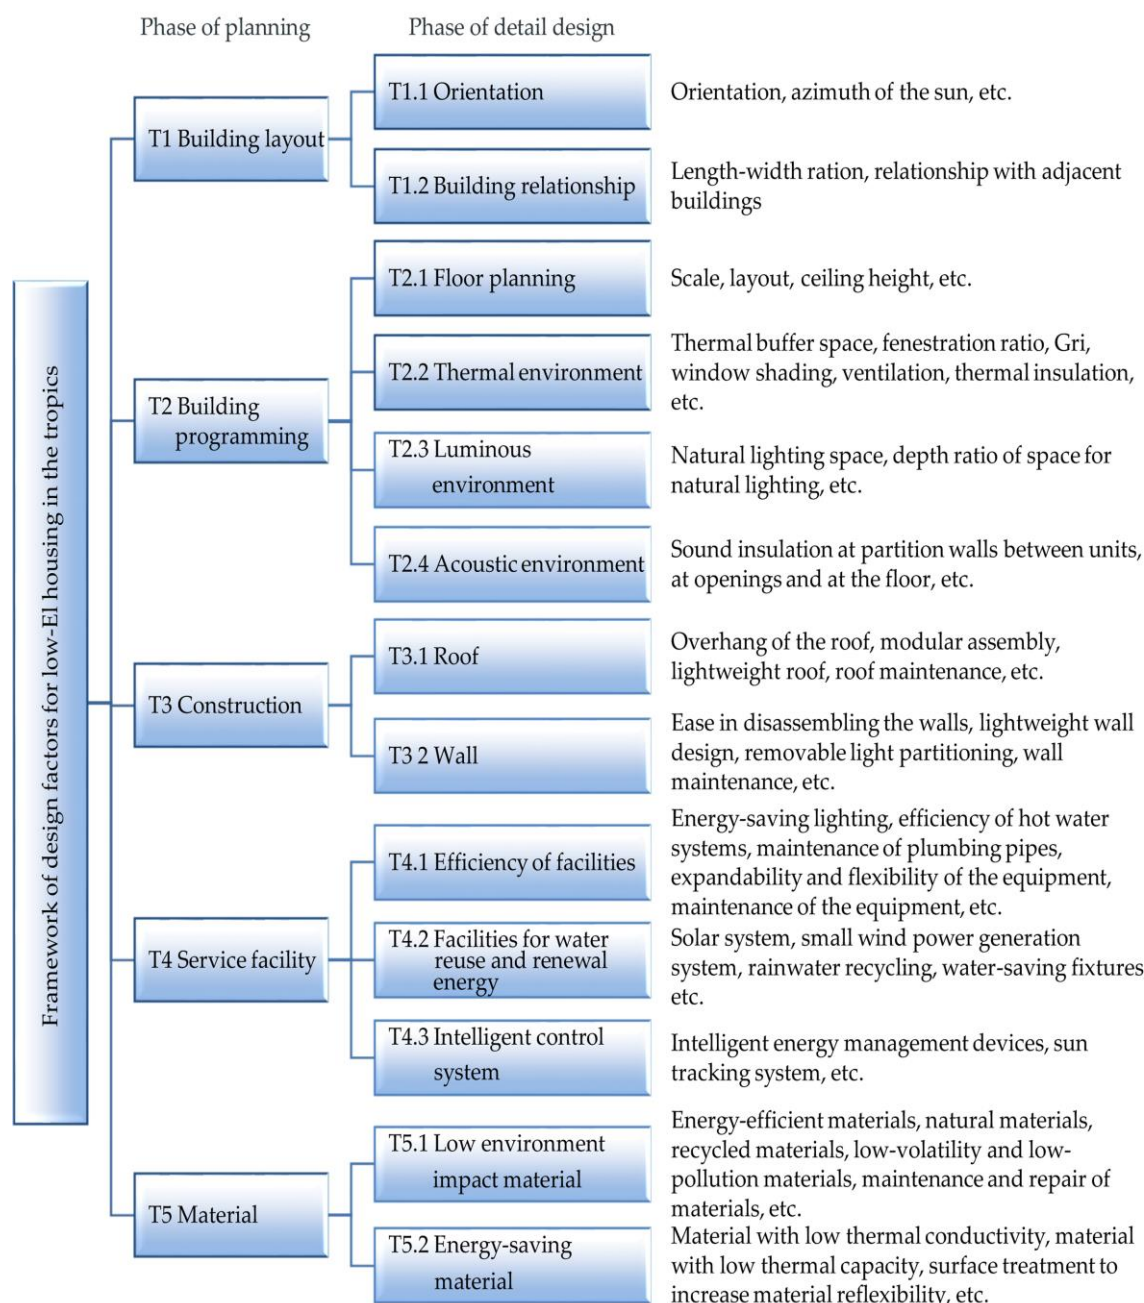 Phase of planning
Phase of detail design
Framework of design factors for low-EI housing in the tropics
T1 Building layout
T1.1 Orientation
Orientation, azimuth of the sun, etc.
T1.2 Building relationship
Length-width ration, relationship with adjacent
buildings
T2 Building
programming
T2.1 Floor planning
Scale, layout, ceiling height, etc.
T2.2 Thermal environment
Thermal buffer space, fenestration ratio, Gri,
window shading, ventilation, thermal insulation,
etc.
T2.3 Luminous
environment
Natural lighting space, depth ratio of space for
natural lighting, etc.
T2.4 Acoustic environment
Sound insulation at partition walls between units,
at openings and at the floor, etc.
T3 Construction
T3.1 Roof
Overhang of the roof, modular assembly,
lightweight roof, roof maintenance, etc.
T3 2 Wall
Ease in disassembling the walls, lightweight wall
design, removable light partitioning, wall
maintenance, etc.
T4 Service facility
T4.1 Efficiency of facilities
Energy-saving lighting, efficiency of hot water
systems, maintenance of plumbing pipes,
expandability and flexibility of the equipment,
maintenance of the equipment, etc.
T4.2 Facilities for water
reuse and renewal
energy
Solar system, small wind power generation
system, rainwater recycling, water-saving fixtures
etc.
T4.3 Intelligent control
system
Intelligent energy management devices, sun
tracking system, etc.
T5 Material
T5.1 Low environment
impact material
Energy-efficient materials, natural materials,
recycled materials, low-volatility and low-
pollution materials, maintenance and repair of
materials, etc.
T5.2 Energy-saving
material
Material with low thermal conductivity, material
with low thermal capacity, surface treatment to
increase material reflexibility, etc.